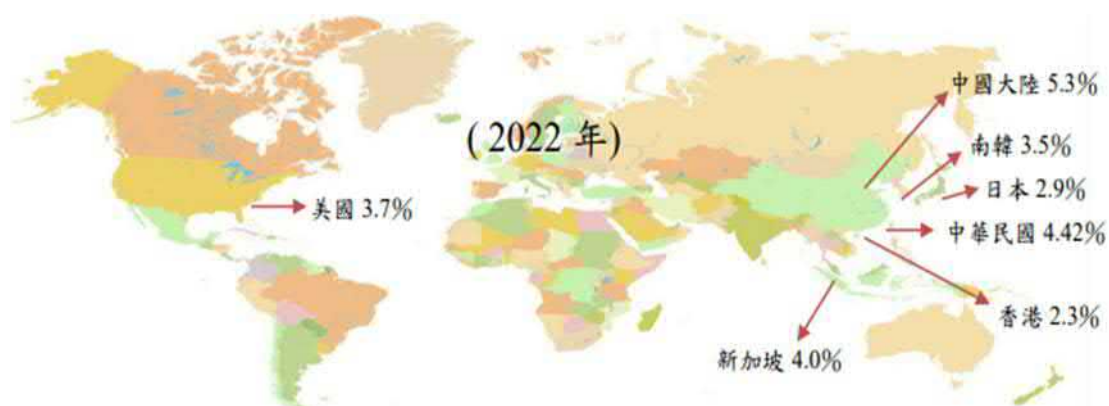 (2022 年)
中國大陸 5.3%
南韓 3.5%
日本 2.9%
美國 3.7%
中華民國 4.42%
香港 2.3%
新加坡 4.0%